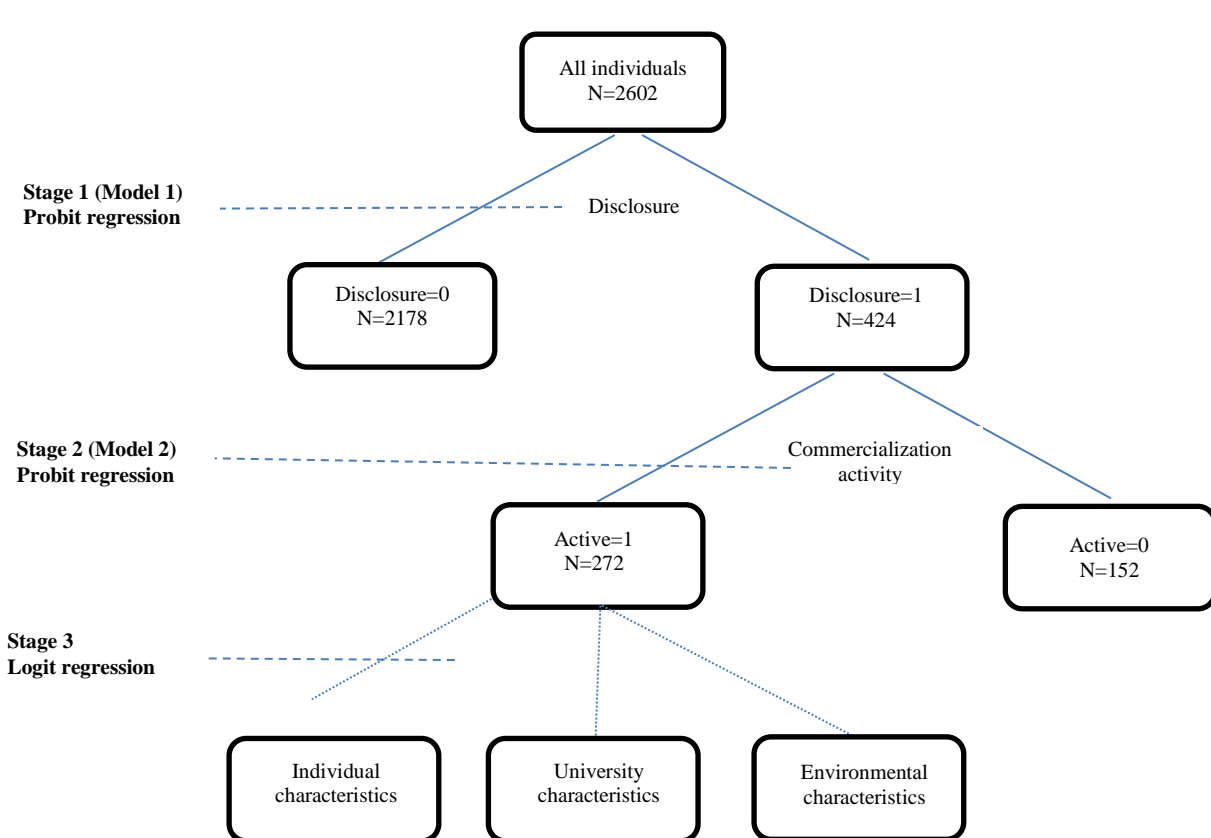 All individuals
N=2602
Stage 1 (Model 1)
Probit regression
Disclosure
Disclosure=0
N=2178
Disclosure=1
N=424
Stage 2 (Model 2)
Probit regression
Commercialization
activity
Active=1
N=272
Active=0
N=152
Stage 3
Logit regression
Individual
characteristics
University
characteristics
Environmental
characteristics